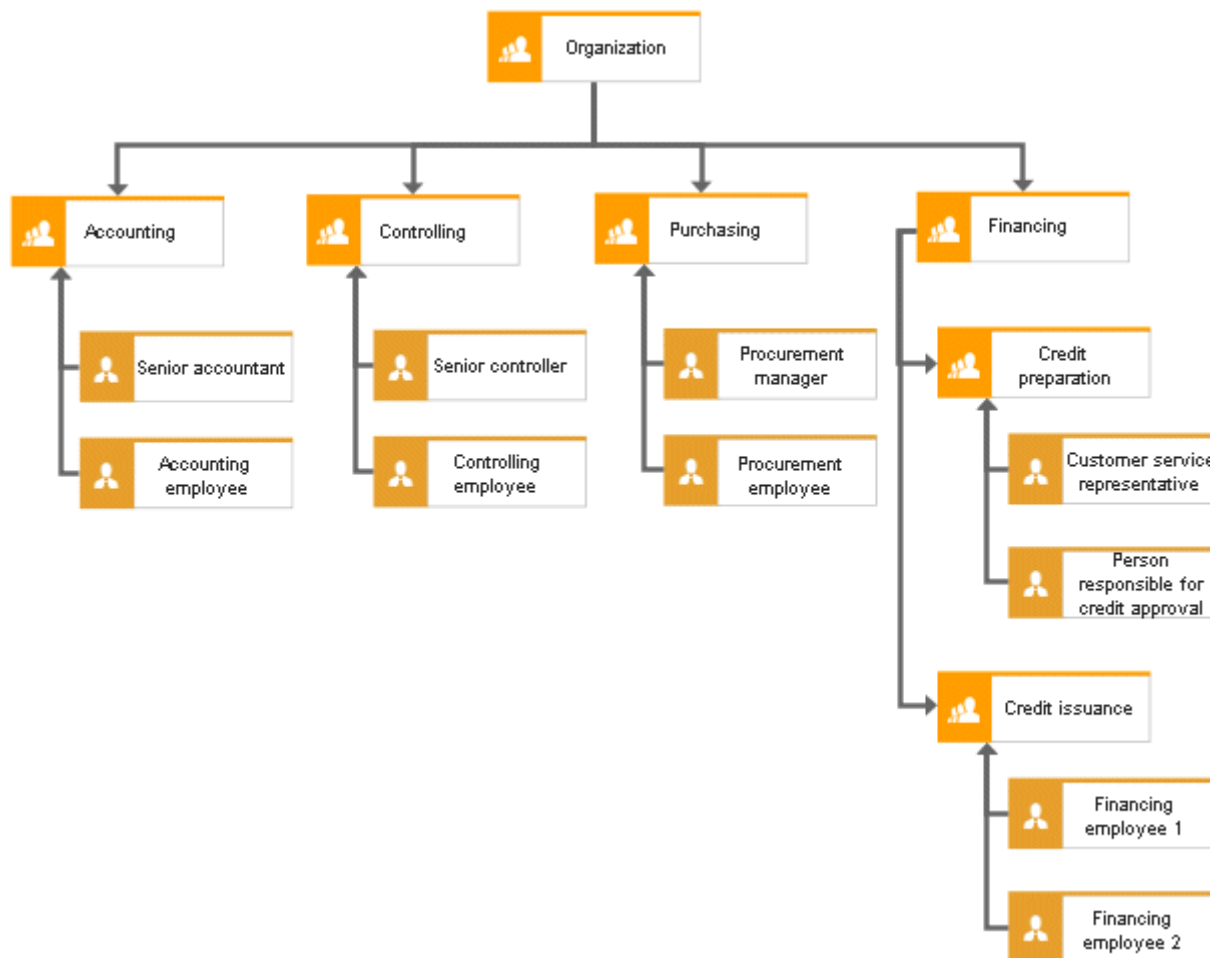 Organization
Accounting
Controlling
Purchasing
Financing
Senior accountant
Senior controller
Procurement
manager
Credit
preparation
Accounting
employee
Controlling
employee
Procurement
employee
Customer service
representative
Person
responsible for
credit approval
Credit issuance
Financing
employee 1
Financing
employee 2